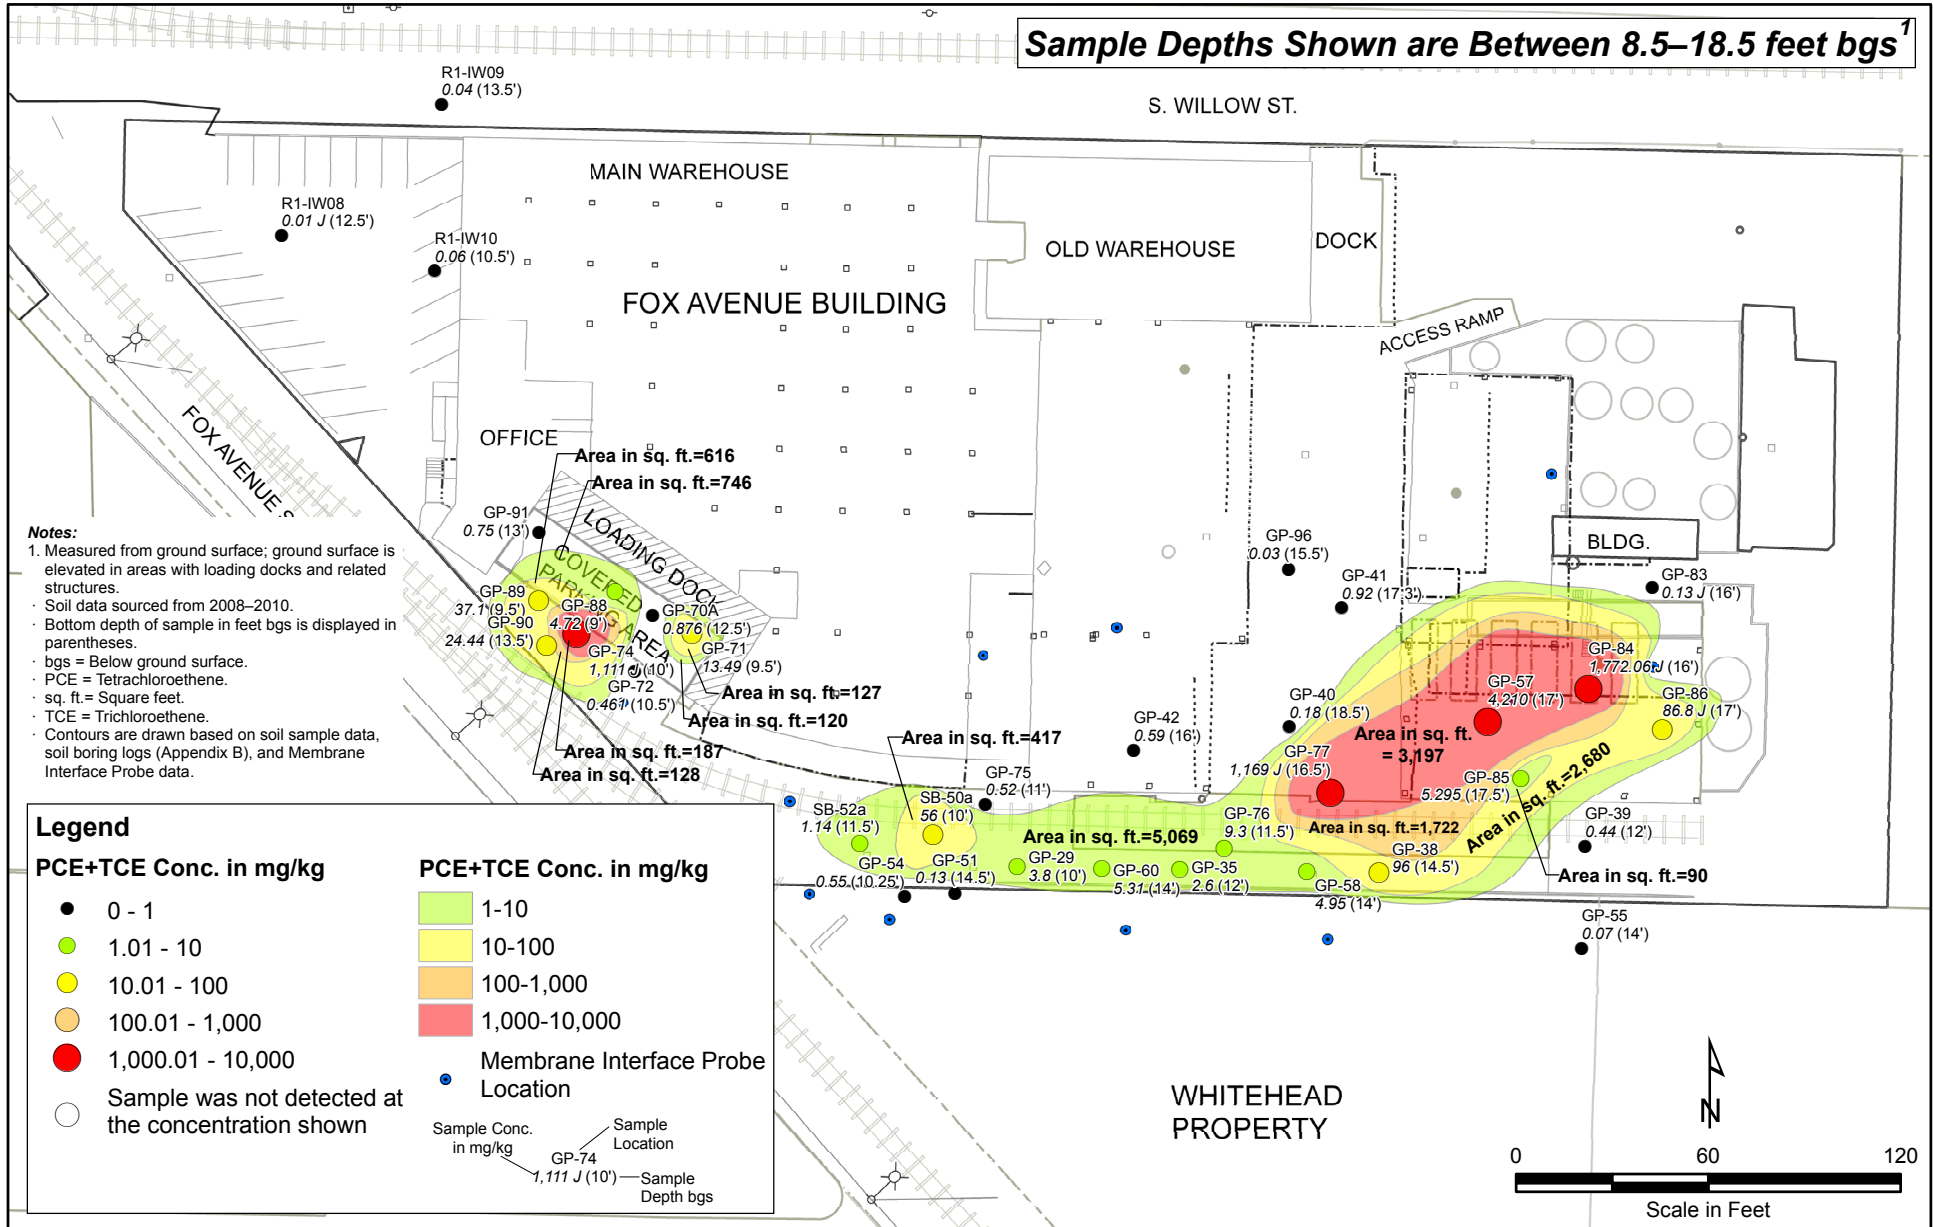 Sample Depths Shown are Between 8.5–18.5 feet bgs1
R1-IW09
0.04 (13.5')
S. WILLOW ST.
MAIN WAREHOUSE
R1-IW08
0.01 J (12.5')
R1-IW10
0.06 (10.5')
OLD WAREHOUSE
DOCK
FOX AVENUE BUILDING
ACCESS RAMP
FOX AVENUE S
OFFICE
Area in sq. ft.=616
Area in sq. ft.=746
LOADING DOCK
COVERED
PARKING AREA
GP-91
0.75 (13')
GP-89
37.1 (9.5')
GP-90
24.44 (13.5')
GP-88
4.72 (9')
GP-74
1,111 J (10')
GP-72
0.461 (10.5')
GP-70A
0.876 (12.5')
GP-71
13.49 (9.5')
Area in sq. ft.=127
Area in sq. ft.=120
Area in sq. ft.=187
Area in sq. ft.=128
GP-96
0.03 (15.5')
GP-41
0.92 (17.3')
BLDG.
GP-83
0.13 J (16')
GP-84
1,772.06 J (16')
GP-57
4,210 (17')
GP-86
86.8 J (17')
GP-40
0.18 (18.5')
GP-42
0.59 (16')
GP-77
1,169 J (16.5')
Area in sq. ft.
= 3,197
GP-85
5.295 (17.5')
Area in sq. ft.=2,680
Area in sq. ft.=417
GP-75
0.52 (11')
SB-52a
1.14 (11.5')
SB-50a
56 (10')
Area in sq. ft.=5,069
GP-76
9.3 (11.5')
Area in sq. ft.=1,722
GP-39
0.44 (12')
GP-54
0.55 (10.25')
GP-51
0.13 (14.5')
GP-29
3.8 (10')
GP-60
5.31 (14')
GP-35
2.6 (12')
GP-58
4.95 (14')
GP-38
96 (14.5')
Area in sq. ft.=90
GP-55
0.07 (14')
Notes:
1. Measured from ground surface; ground surface is
elevated in areas with loading docks and related
structures.
· Soil data sourced from 2008–2010.
· Bottom depth of sample in feet bgs is displayed in
parentheses.
· bgs = Below ground surface.
· PCE = Tetrachloroethene.
· sq. ft.= Square feet.
· TCE = Trichloroethene.
· Contours are drawn based on soil sample data,
soil boring logs (Appendix B), and Membrane
Interface Probe data.
Legend
PCE+TCE Conc. in mg/kg
0 - 1
1.01 - 10
10.01 - 100
100.01 - 1,000
1,000.01 - 10,000
Sample was not detected at
the concentration shown
PCE+TCE Conc. in mg/kg
1-10
10-100
100-1,000
1,000-10,000
Membrane Interface Probe
Location
Sample Conc.
in mg/kg
Sample
Location
GP-74
1,111 J (10')
Sample
Depth bgs
WHITEHEAD
PROPERTY
N
0 60 120
Scale in Feet